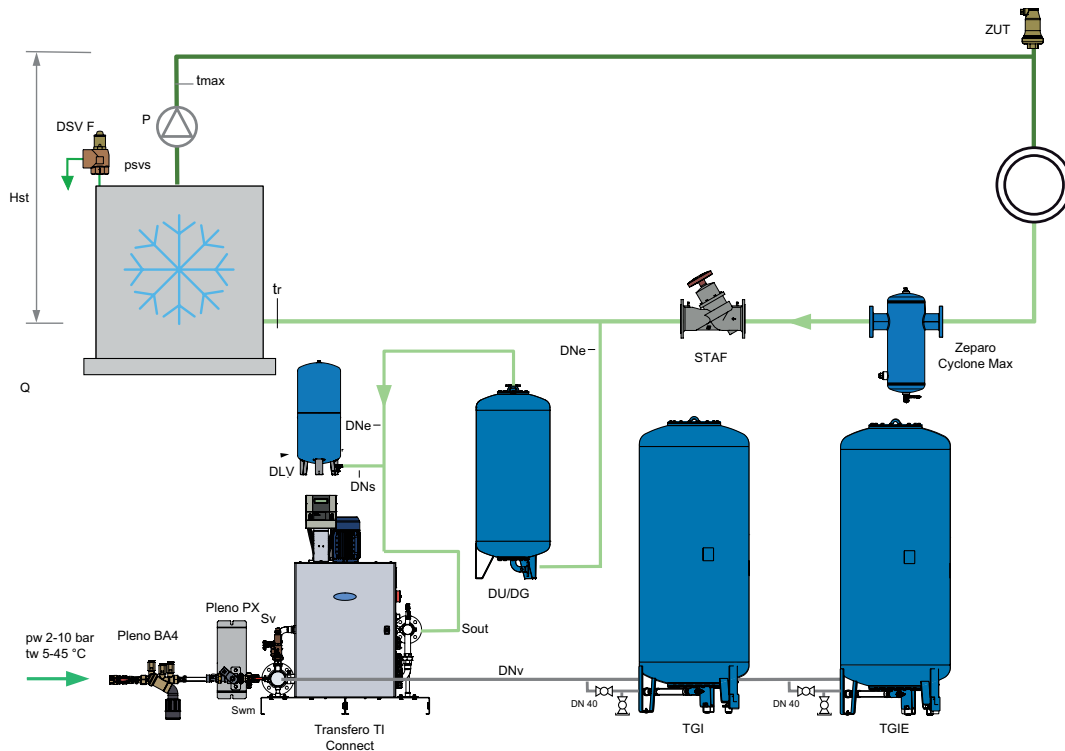 ZUT
tmax
P
DSV F
psvs
Hst
tr
DNe
STAF
Zeparo
Cyclone Max
Q
DNe
DLV
DNs
DU/DG
Pleno PX
Sv
Sout
Pleno BA4
pw 2-10 bar
tw 5-45 °C
DNv
Swm
DN 40
DN 40
Transfero TI
Connect
TGI
TGIE